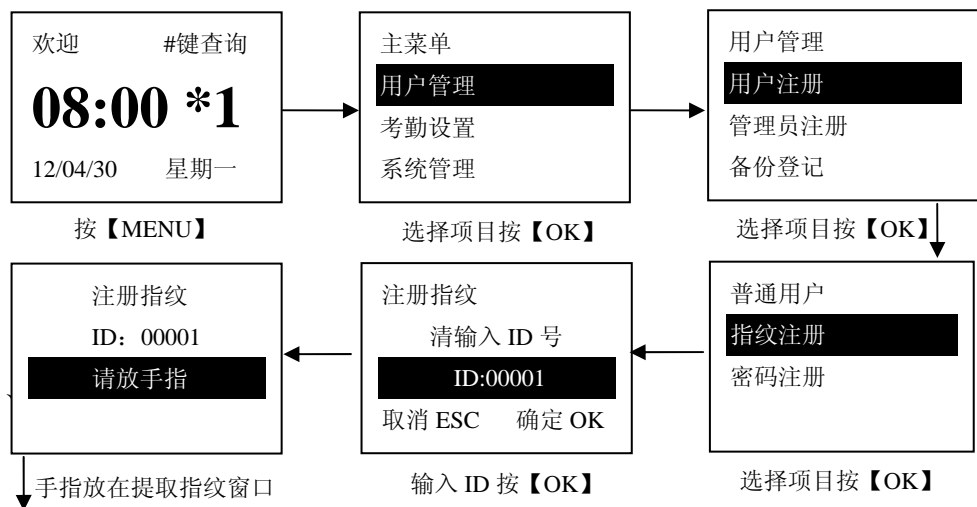 欢迎 #键查询
08:00 *1
12/04/30 星期一
按【MENU】
主菜单
用户管理
考勤设置
系统管理
选择项目按【OK】
用户管理
用户注册
管理员注册
备份登记
选择项目按【OK】
普通用户
指纹注册
密码注册
选择项目按【OK】
注册指纹
清输入 ID 号
ID:00001
取消 ESC 确定 OK
输入 ID 按【OK】
注册指纹
ID：00001
请放手指
、
手指放在提取指纹窗口